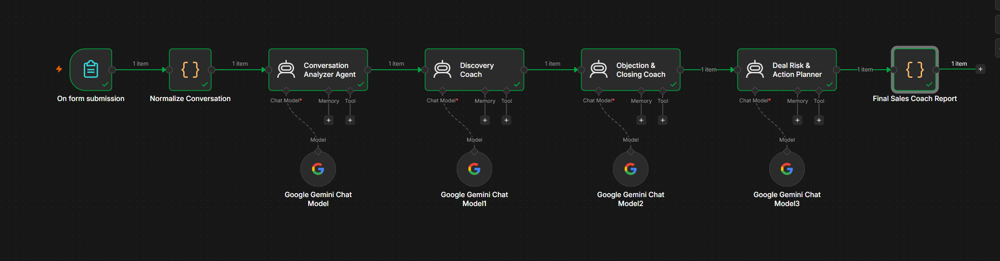 1 item
1 item
1 item
1 item
1 item
1 item
1 item
Conversation
Analyzer Agent
Discovery
Coach
Objection &
Closing Coach
Deal Risk &
Action Planner
On form submission
Normalize Conversation
Final Sales Coach Report
Chat Model*
Memory
Tool
Chat Model*
Memory
Tool
Chat Model*
Memory
Tool
Chat Model*
Memory
Tool
Model
Model
Model
Model
Google Gemini Chat
Model
Google Gemini Chat
Model1
Google Gemini Chat
Model2
Google Gemini Chat
Model3